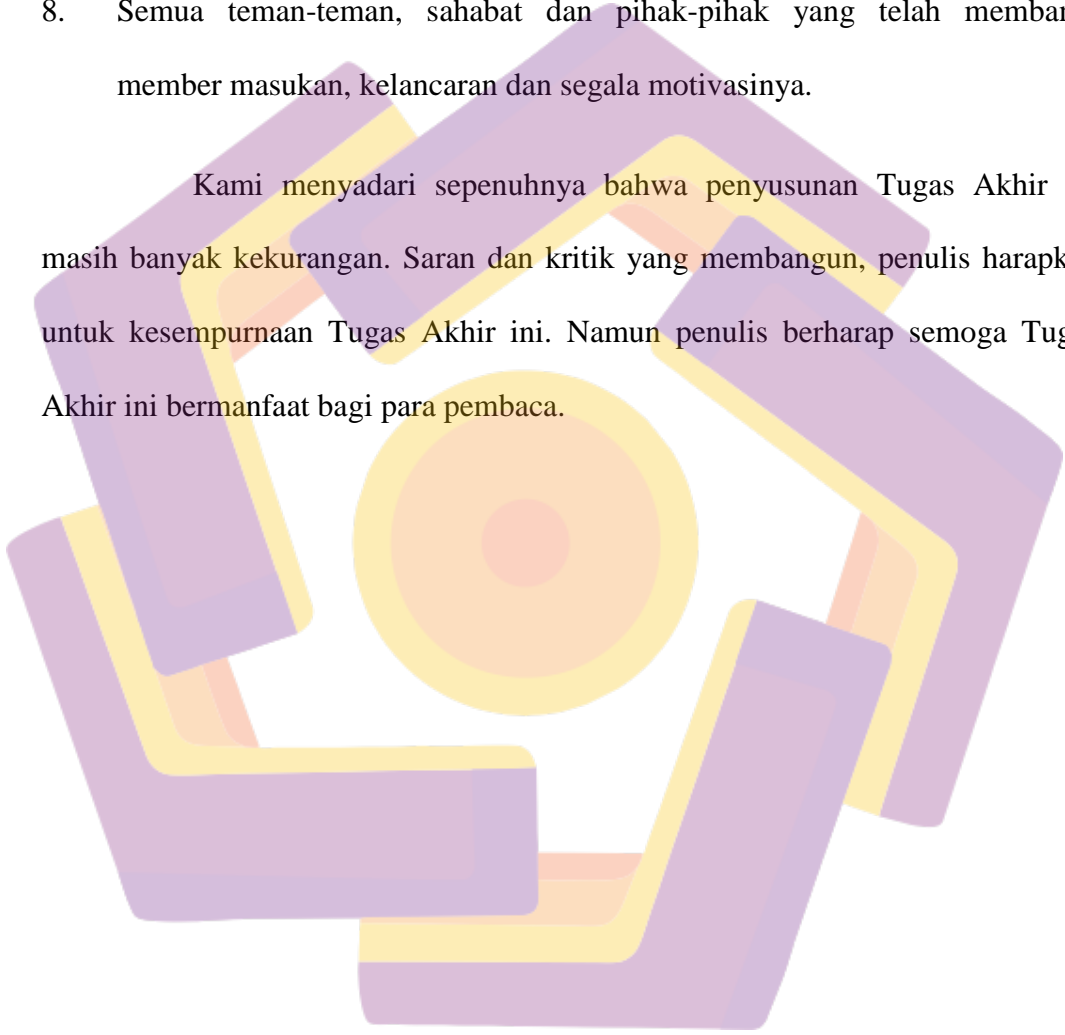 8. Semua teman-teman, sahabat dan pihak-pihak yang telah memban
member masukan, kelancaran dan segala motivasinya.
Kami menyadari sepenuhnya bahwa penyusunan Tugas Akhir
masih banyak kekurangan. Saran dan kritik yang membangun, penulis harapk
untuk kesempurnaan Tugas Akhir ini. Namun penulis berharap semoga Tug
Akhir ini bermanfaat bagi para pembaca.